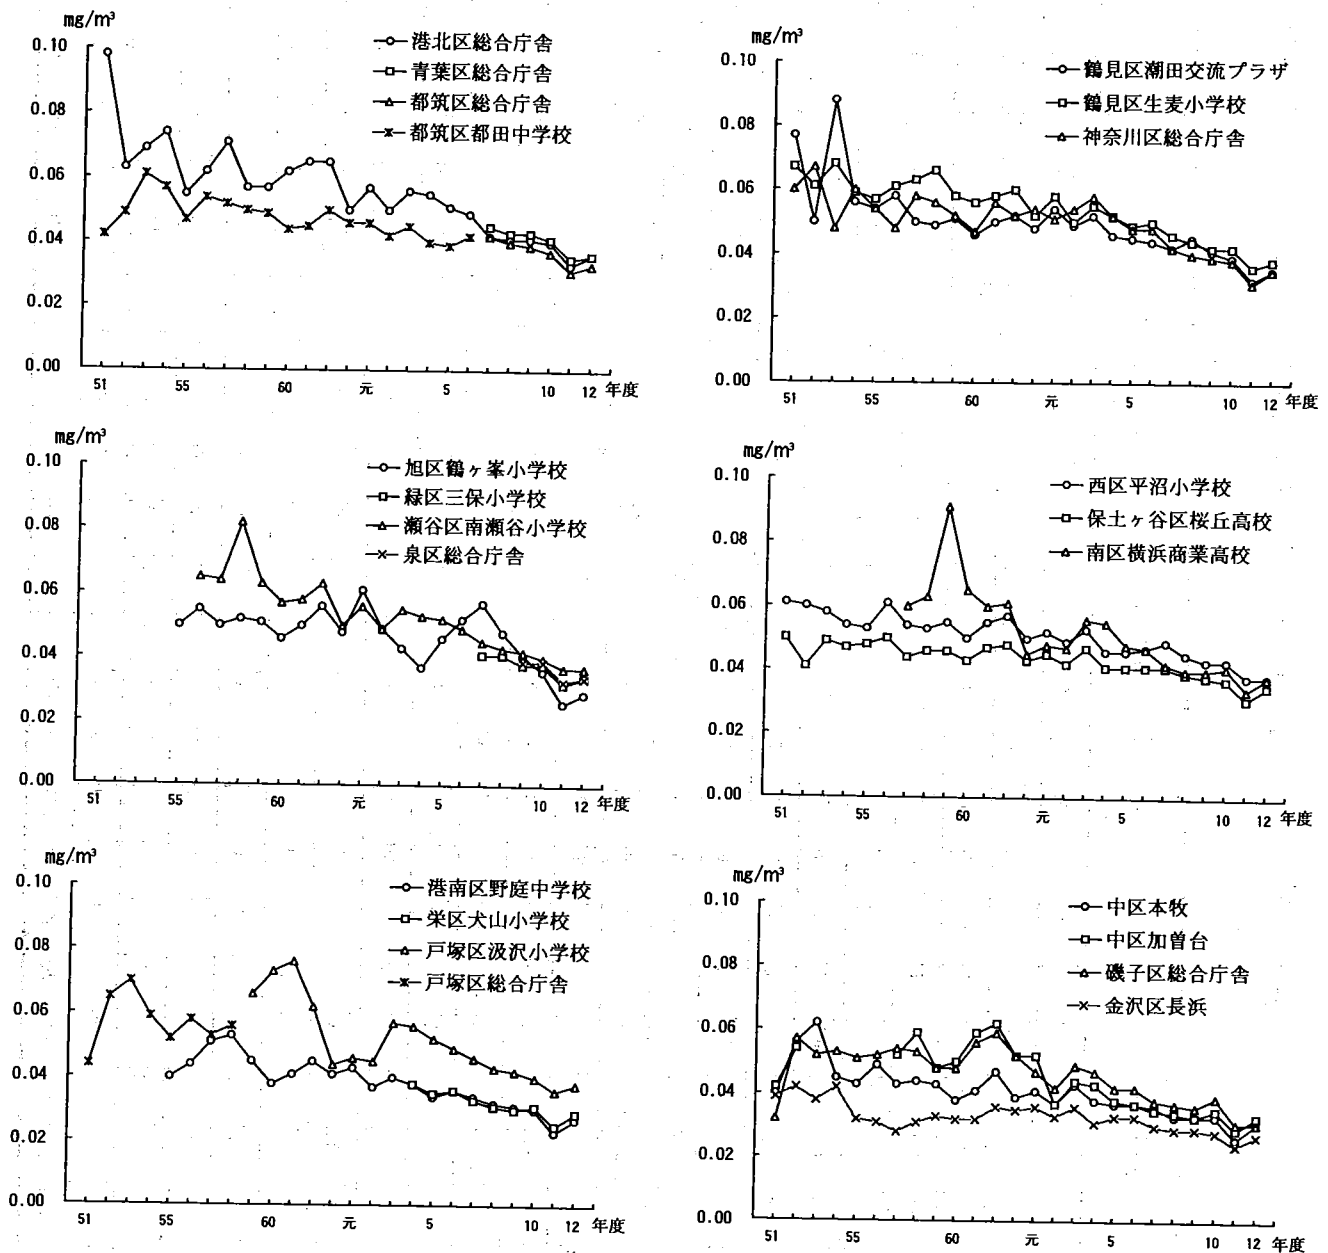 mg/m³
0.10
0.08
0.06
0.04
0.02
0.00
港北区総合庁舎
青葉区総合庁舎
都筑区総合庁舎
都筑区都田中学校
51 55 60 元 5 10 12 年度
mg/m³
0.10
0.08
0.06
0.04
0.02
0.00
鶴見区潮田交流プラザ
鶴見区生麦小学校
神奈川区総合庁舎
51 55 60 元 5 10 12 年度
mg/m³
0.10
0.08
0.06
0.04
0.02
0.00
旭区鶴ヶ峯小学校
緑区三保小学校
瀬谷区南瀬谷小学校
泉区総合庁舎
51 55 60 元 5 10 12 年度
mg/m³
0.10
0.08
0.06
0.04
0.02
0.00
西区平沼小学校
保土ヶ谷区桜丘高校
南区横浜商業高校
51 55 60 元 5 10 12 年度
mg/m³
0.10
0.08
0.06
0.04
0.02
0.00
港南区野庭中学校
栄区犬山小学校
戸塚区汲沢小学校
戸塚区総合庁舎
51 55 60 元 5 10 12 年度
mg/m³
0.10
0.08
0.06
0.04
0.02
0.00
中区本牧
中区加曽台
磯子区総合庁舎
金沢区長浜
51 55 60 元 5 10 12 年度